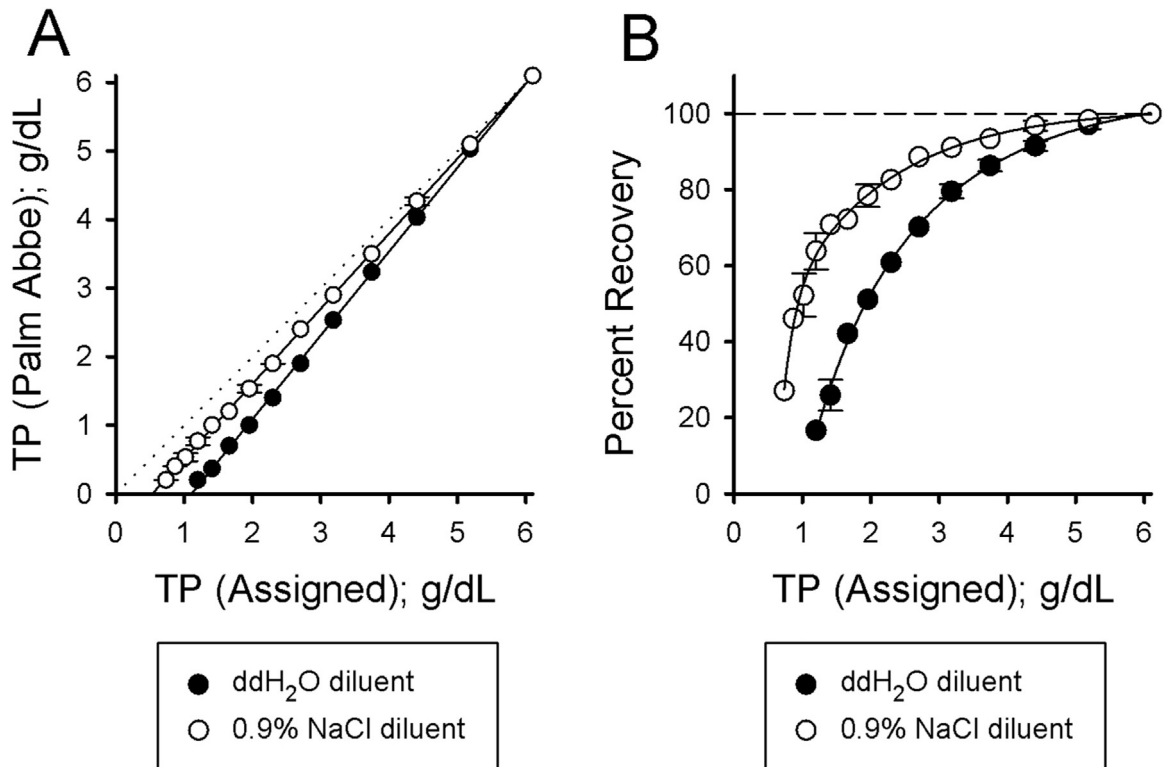 A
TP (Palm Abbe); g/dL
6
5
4
3
2
1
0
0 1 2 3 4 5 6
TP (Assigned); g/dL
ddH₂O diluent
0.9% NaCl diluent
B
Percent Recovery
100
80
60
40
20
0
0 1 2 3 4 5 6
TP (Assigned); g/dL
ddH₂O diluent
0.9% NaCl diluent